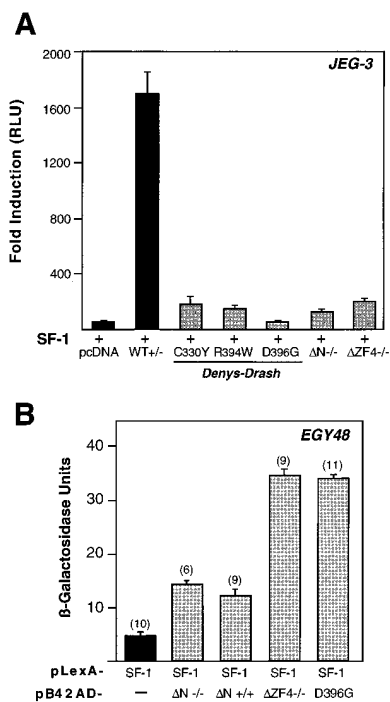 A
JEG-3
Fold Induction (RLU)
2000
1600
1200
800
400
SF-1 + + + + + + +
pcDNA WT+/- C330Y R394W D396G ΔN-/- ΔZF4-/-
Denys-Drash
B
EGY48
ß-Galactosidase Units
40
30
20
10
(10) (6) (9) (9) (11)
pLexA- SF-1 SF-1 SF-1 SF-1 SF-1
pB42AD- — ΔN -/- ΔN +/+ ΔZF4-/- D396G